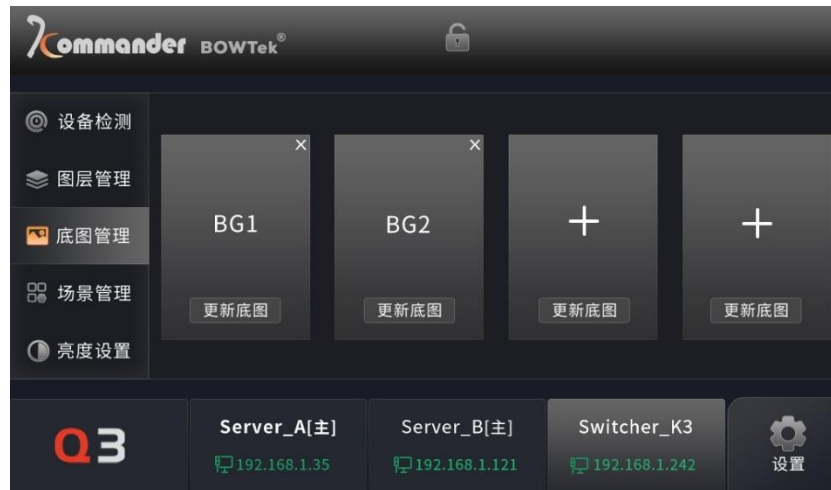 Kommander BOWTek®
设备检测
图层管理
底图管理
场景管理
亮度设置
X
X
BG1
BG2
+
+
更新底图
更新底图
更新底图
更新底图
Q3
Server_A[主]
192.168.1.35
Server_B[主]
192.168.1.121
Switcher_K3
192.168.1.242
设置